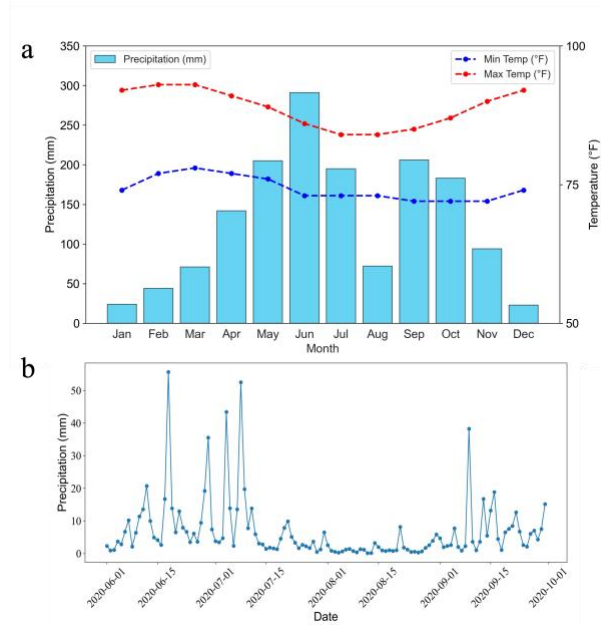 a
Precipitation (mm)
Min Temp (°F)
Max Temp (°F)
350
300
250
200
150
100
50
0
Precipitation (mm)
100
75
50
Temperature (°F)
Jan Feb Mar Apr May Jun Jul Aug Sep Oct Nov Dec
Month
b
50
40
30
20
10
0
Precipitation (mm)
2020-06-01 2020-06-15 2020-07-01 2020-07-15 2020-08-01 2020-08-15 2020-09-01 2020-09-15 2020-10-01
Date